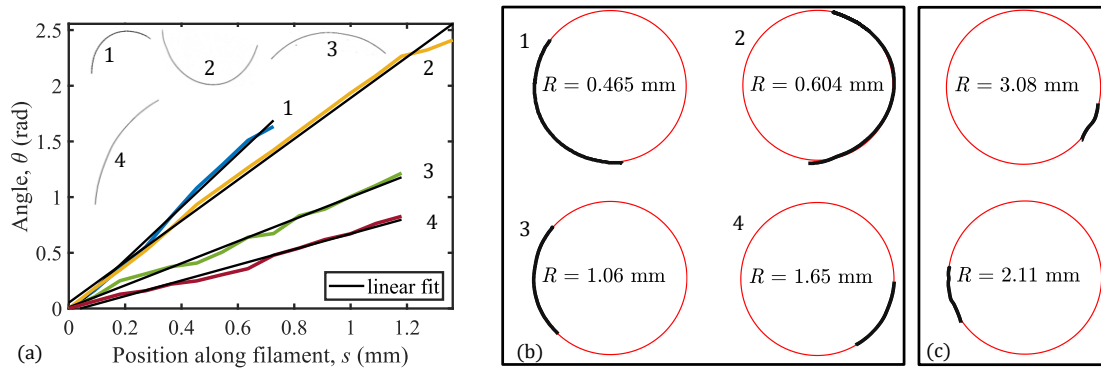 2.5
2
1.5
1
0.5
0
Angle, θ (rad)
1
2
3
4
1
2
3
4
linear fit
0 0.2 0.4 0.6 0.8 1 1.2
Position along filament, s (mm)
(a)
1
R = 0.465 mm
2
R = 0.604 mm
3
R = 1.06 mm
4
R = 1.65 mm
(b)
R = 3.08 mm
R = 2.11 mm
(c)